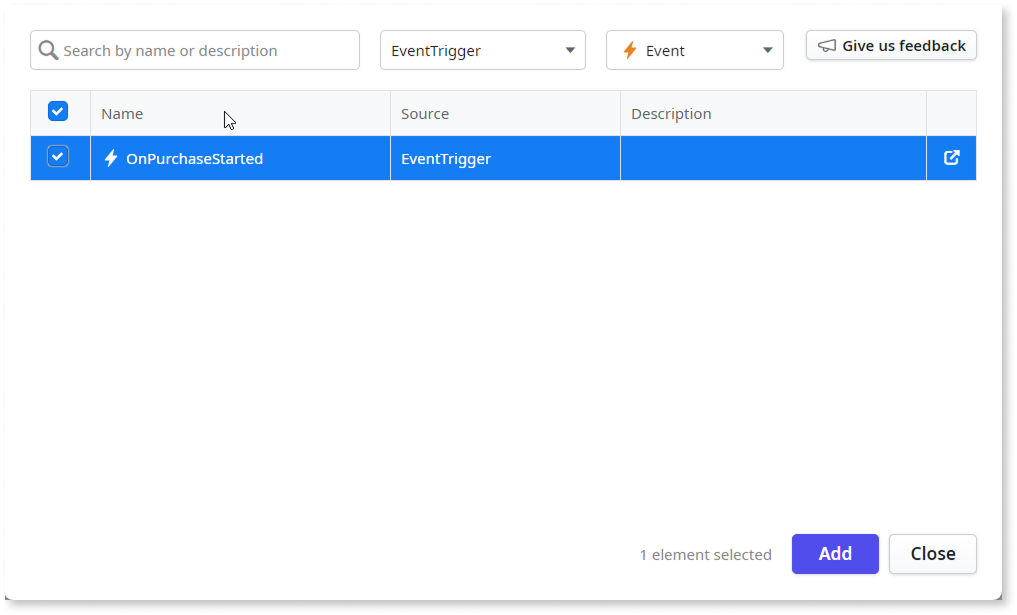 Search by name or description
EventTrigger
Event
Give us feedback
Name
Source
Description
OnPurchaseStarted
EventTrigger
1 element selected
Add
Close